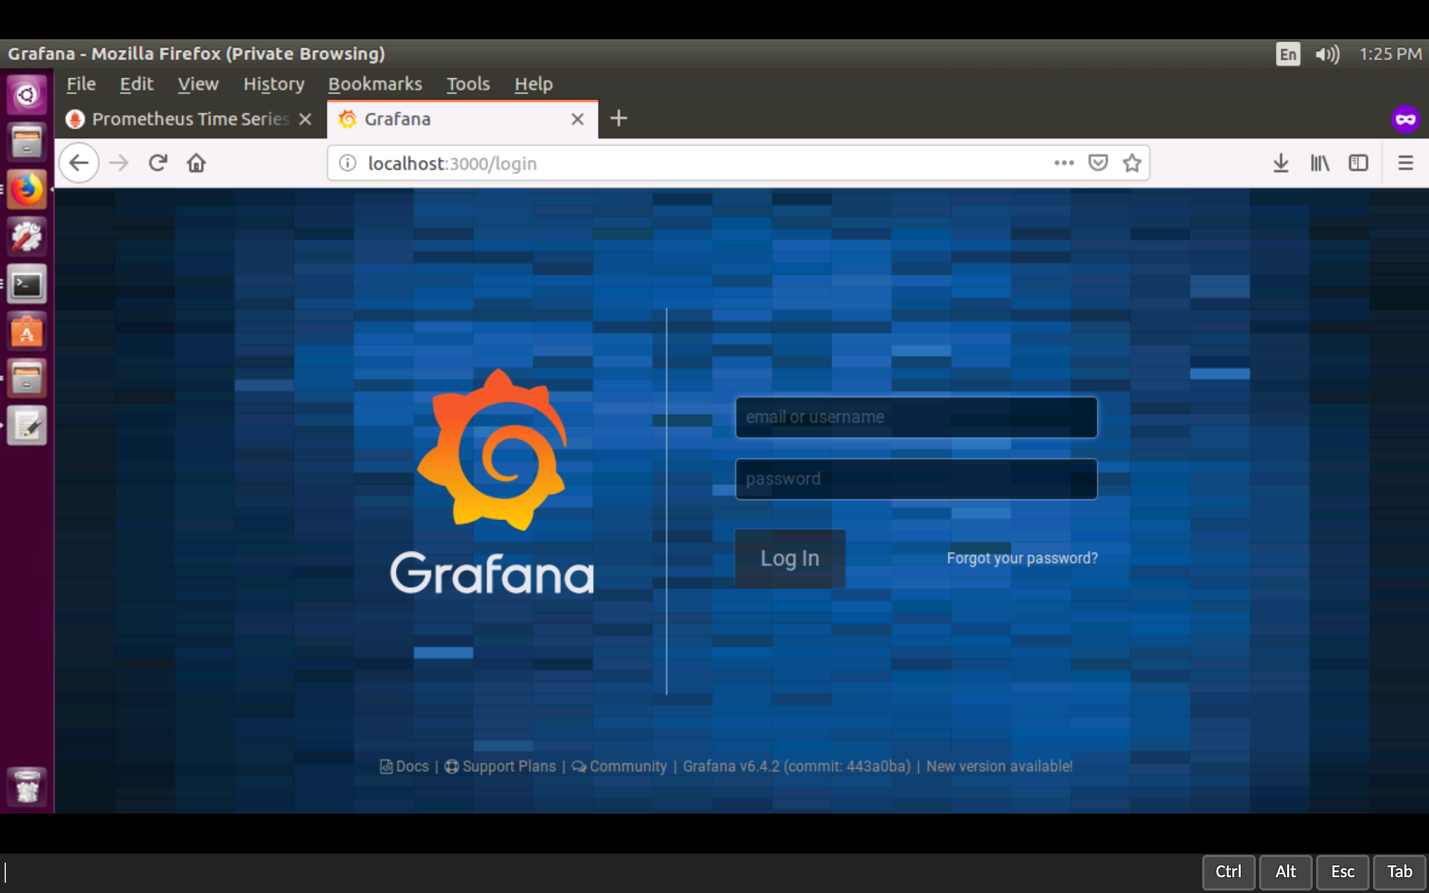 Grafana - Mozilla Firefox (Private Browsing)
En
1:25 PM
File Edit View History Bookmarks Tools Help
Prometheus Time Series
Grafana
localhost:3000/login
email or username
password
Log In
Forgot your password?
Grafana
Docs | Support Plans | Community | Grafana v6.4.2 (commit: 443a0ba) | New version available!
Ctrl
Alt
Esc
Tab